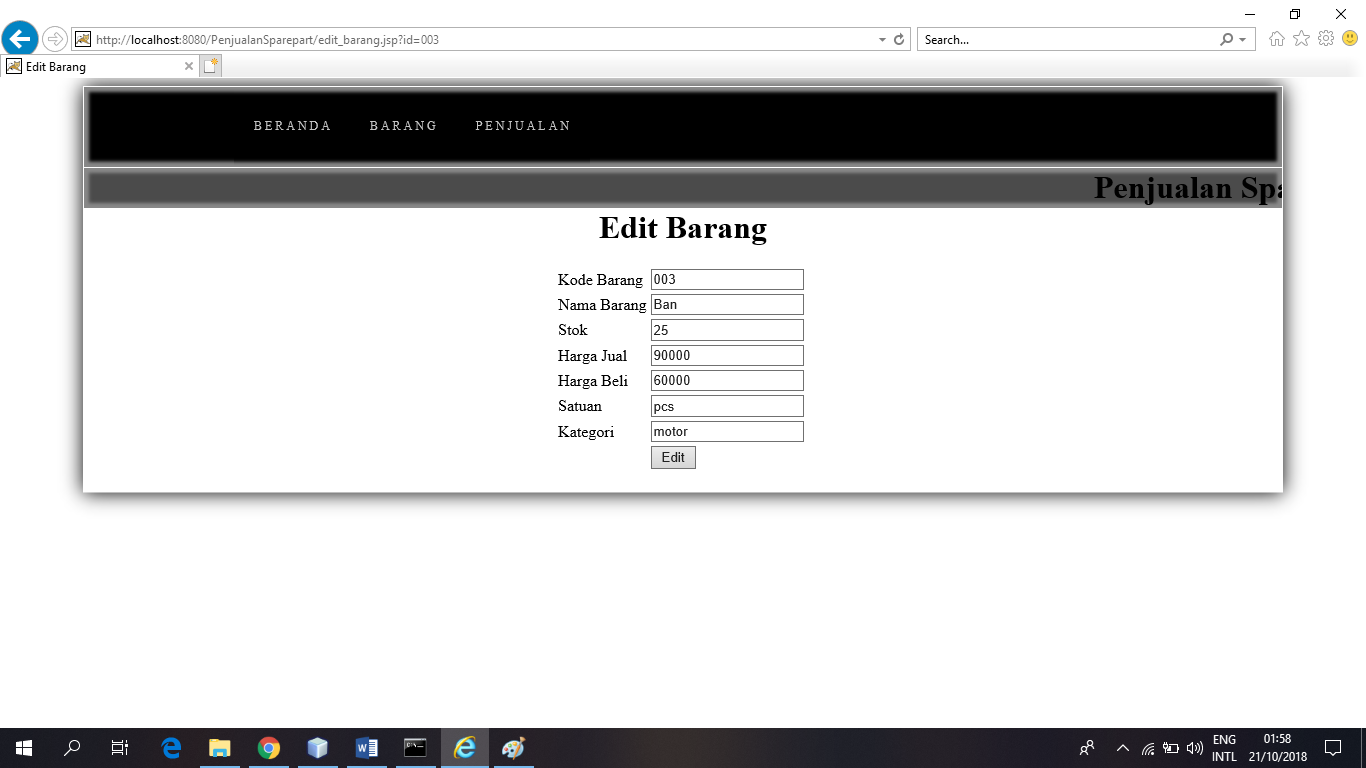 http://localhost:8080/PenjualanSparepart/edit_barang.jsp?id=003
Search...
Edit Barang
BERANDA BARANG PENJUALAN
Penjualan Spa
Edit Barang
Kode Barang 003
Nama Barang Ban
Stok 25
Harga Jual 90000
Harga Beli 60000
Satuan pcs
Kategori motor
Edit
ENG 01:58
INTL 21/10/2018